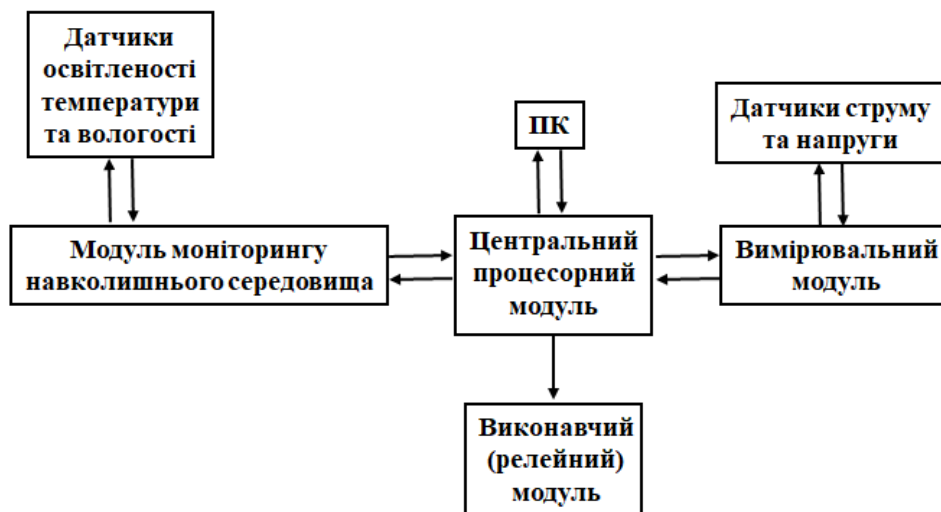 Датчики
освітленості
температури
та вологості
ПК
Датчики струму
та напруги
Модуль моніторингу
навколишнього середовища
Центральний
процесорний
модуль
Вимірювальний
модуль
Виконавчий
(релейний)
модуль